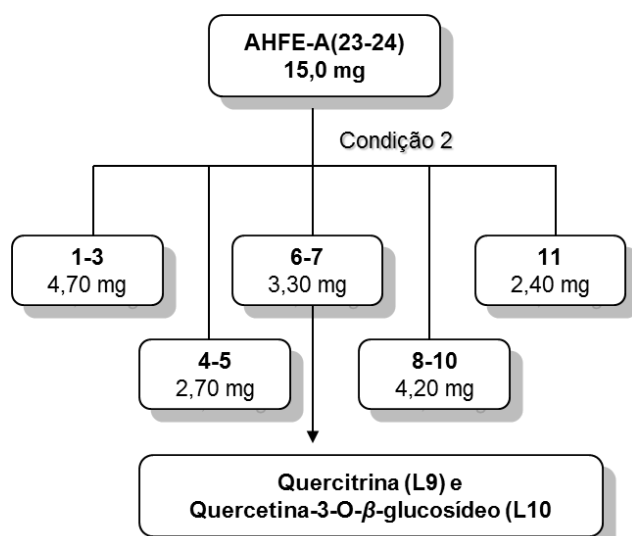 AHFE-A(23-24)
15,0 mg
Condição 2
1-3
4,70 mg
6-7
3,30 mg
11
2,40 mg
4-5
2,70 mg
8-10
4,20 mg
Quercitrina (L9) e
Quercetina-3-O-β-glucosídeo (L10